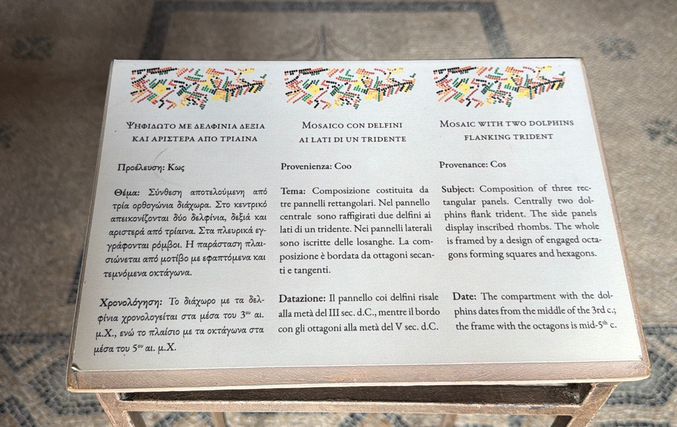 Ψηφιδωτο με δελφινια δεξια
και αριστερα απο τριαινα
Προέλευση: Κως
Θέμα: Σύνθεση αποτελούμενη από
τρία ορθογώνια διάχωρα. Στο κεντρικό
απεικονίζονται δύο δελφίνια, δεξιά και
αριστερά από τρίαινα. Στα πλευρικά εγ-
γράφονται ρόμβοι. Η παράσταση πλαι-
σιώνεται από μοτίβο με εφαπτόμενα και
τεμνόμενα οκτάγωνα.
Χρονολόγηση: Το διάχωρο με τα δελ-
φίνια χρονολογείται στα μέσα του 3ου αι.
μ.Χ., ενώ το πλαίσιο με τα οκτάγωνα στα
μέσα του 5ου αι. μ.Χ.
Mosaico con delfini
ai lati di un tridente
Provenienza: Coo
Tema: Composizione costituita da
tre pannelli rettangolari. Nel pannello
centrale sono raffigurati due delfini ai
lati di un tridente. Nei pannelli laterali
sono iscritte delle losanghe. La com-
posizione è bordata da ottagoni secan-
ti e tangenti.
Datazione: Il pannello coi delfini risale
alla metà del III sec. d.C., mentre il bordo
con gli ottagoni alla metà del V sec. d.C.
Mosaic with two dolphins
flanking trident
Provenance: Cos
Subject: Composition of three rec-
tangular panels. Centrally two dol-
phins flank trident. The side panels
display inscribed rhombs. The whole
is framed by a design of engaged octa-
gons forming squares and hexagons.
Date: The compartment with the dol-
phins dates from the middle of the 3rd c.;
the frame with the octagons is mid-5th c.